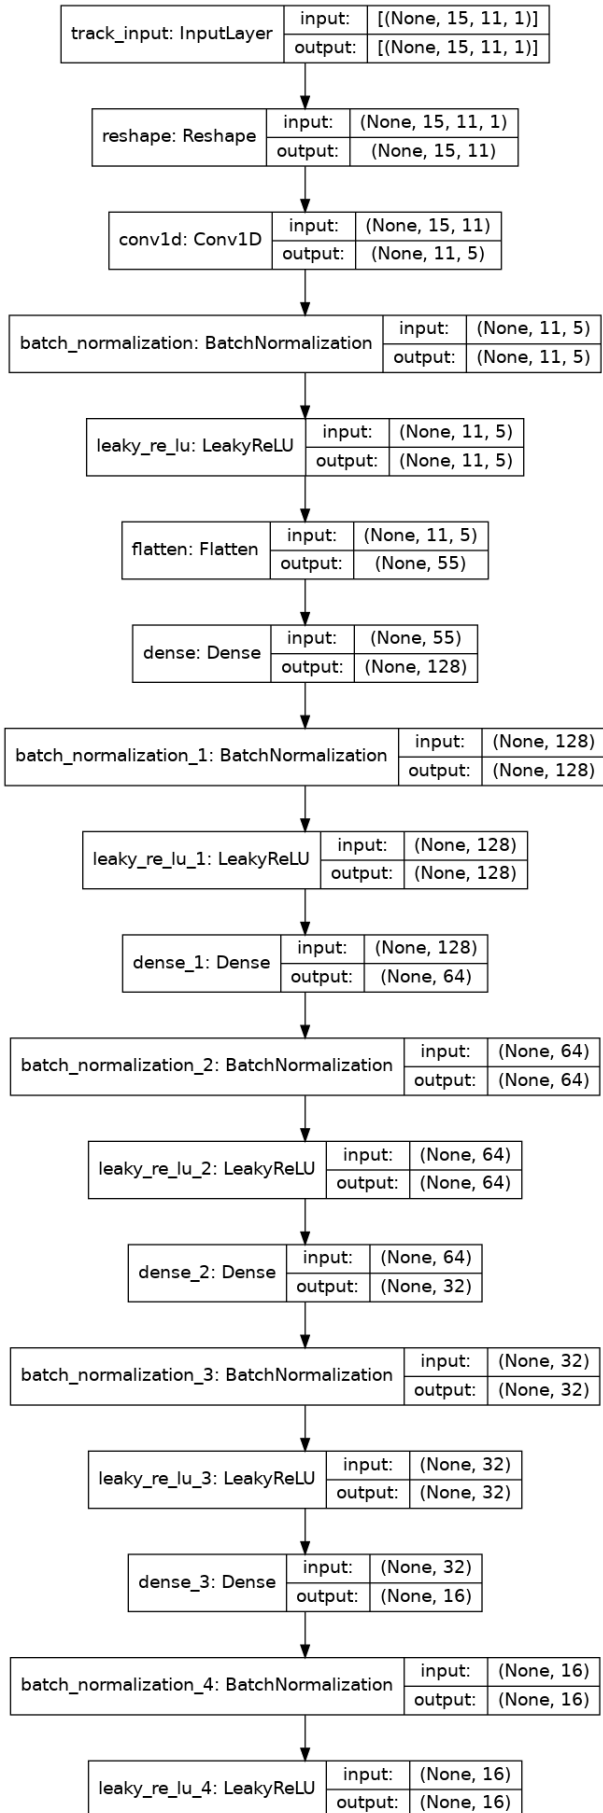 track_input: InputLayer
input: [(None, 15, 11, 1)]
output: [(None, 15, 11, 1)]
reshape: Reshape
input: (None, 15, 11, 1)
output: (None, 15, 11)
conv1d: Conv1D
input: (None, 15, 11)
output: (None, 11, 5)
batch_normalization: BatchNormalization
input: (None, 11, 5)
output: (None, 11, 5)
leaky_re_lu: LeakyReLU
input: (None, 11, 5)
output: (None, 11, 5)
flatten: Flatten
input: (None, 11, 5)
output: (None, 55)
dense: Dense
input: (None, 55)
output: (None, 128)
batch_normalization_1: BatchNormalization
input: (None, 128)
output: (None, 128)
leaky_re_lu_1: LeakyReLU
input: (None, 128)
output: (None, 128)
dense_1: Dense
input: (None, 128)
output: (None, 64)
batch_normalization_2: BatchNormalization
input: (None, 64)
output: (None, 64)
leaky_re_lu_2: LeakyReLU
input: (None, 64)
output: (None, 64)
dense_2: Dense
input: (None, 64)
output: (None, 32)
batch_normalization_3: BatchNormalization
input: (None, 32)
output: (None, 32)
leaky_re_lu_3: LeakyReLU
input: (None, 32)
output: (None, 32)
dense_3: Dense
input: (None, 32)
output: (None, 16)
batch_normalization_4: BatchNormalization
input: (None, 16)
output: (None, 16)
leaky_re_lu_4: LeakyReLU
input: (None, 16)
output: (None, 16)